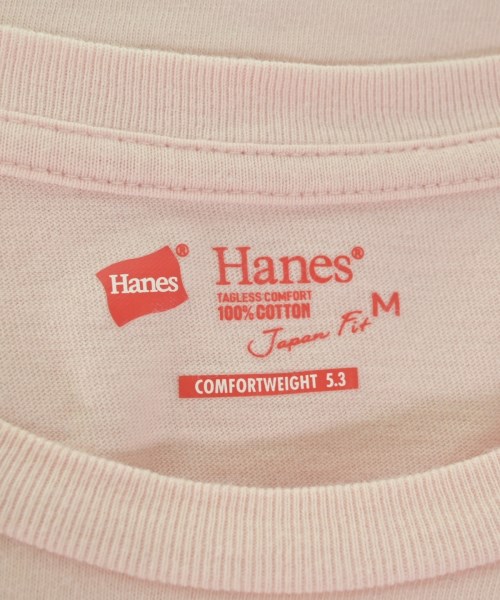 Hanes®
Hanes®
TAGLESS COMFORT
100% COTTON
Japan Fit
M
COMFORTWEIGHT 5.3